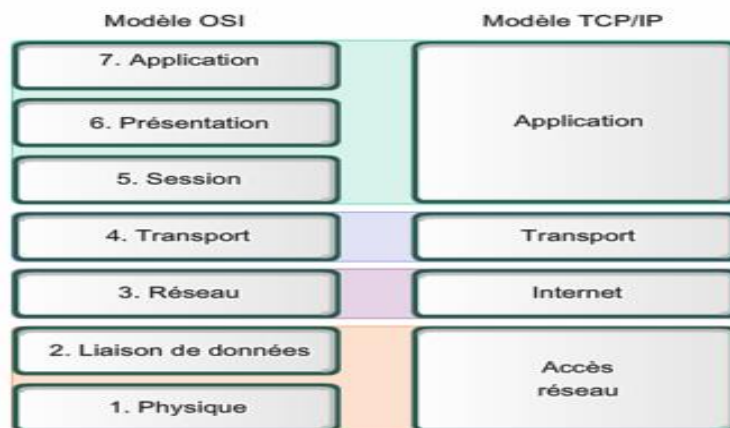 Modèle OSI
Modèle TCP/IP
7. Application
6. Présentation
5. Session
4. Transport
3. Réseau
2. Liaison de données
1. Physique
Application
Transport
Internet
Accès
réseau